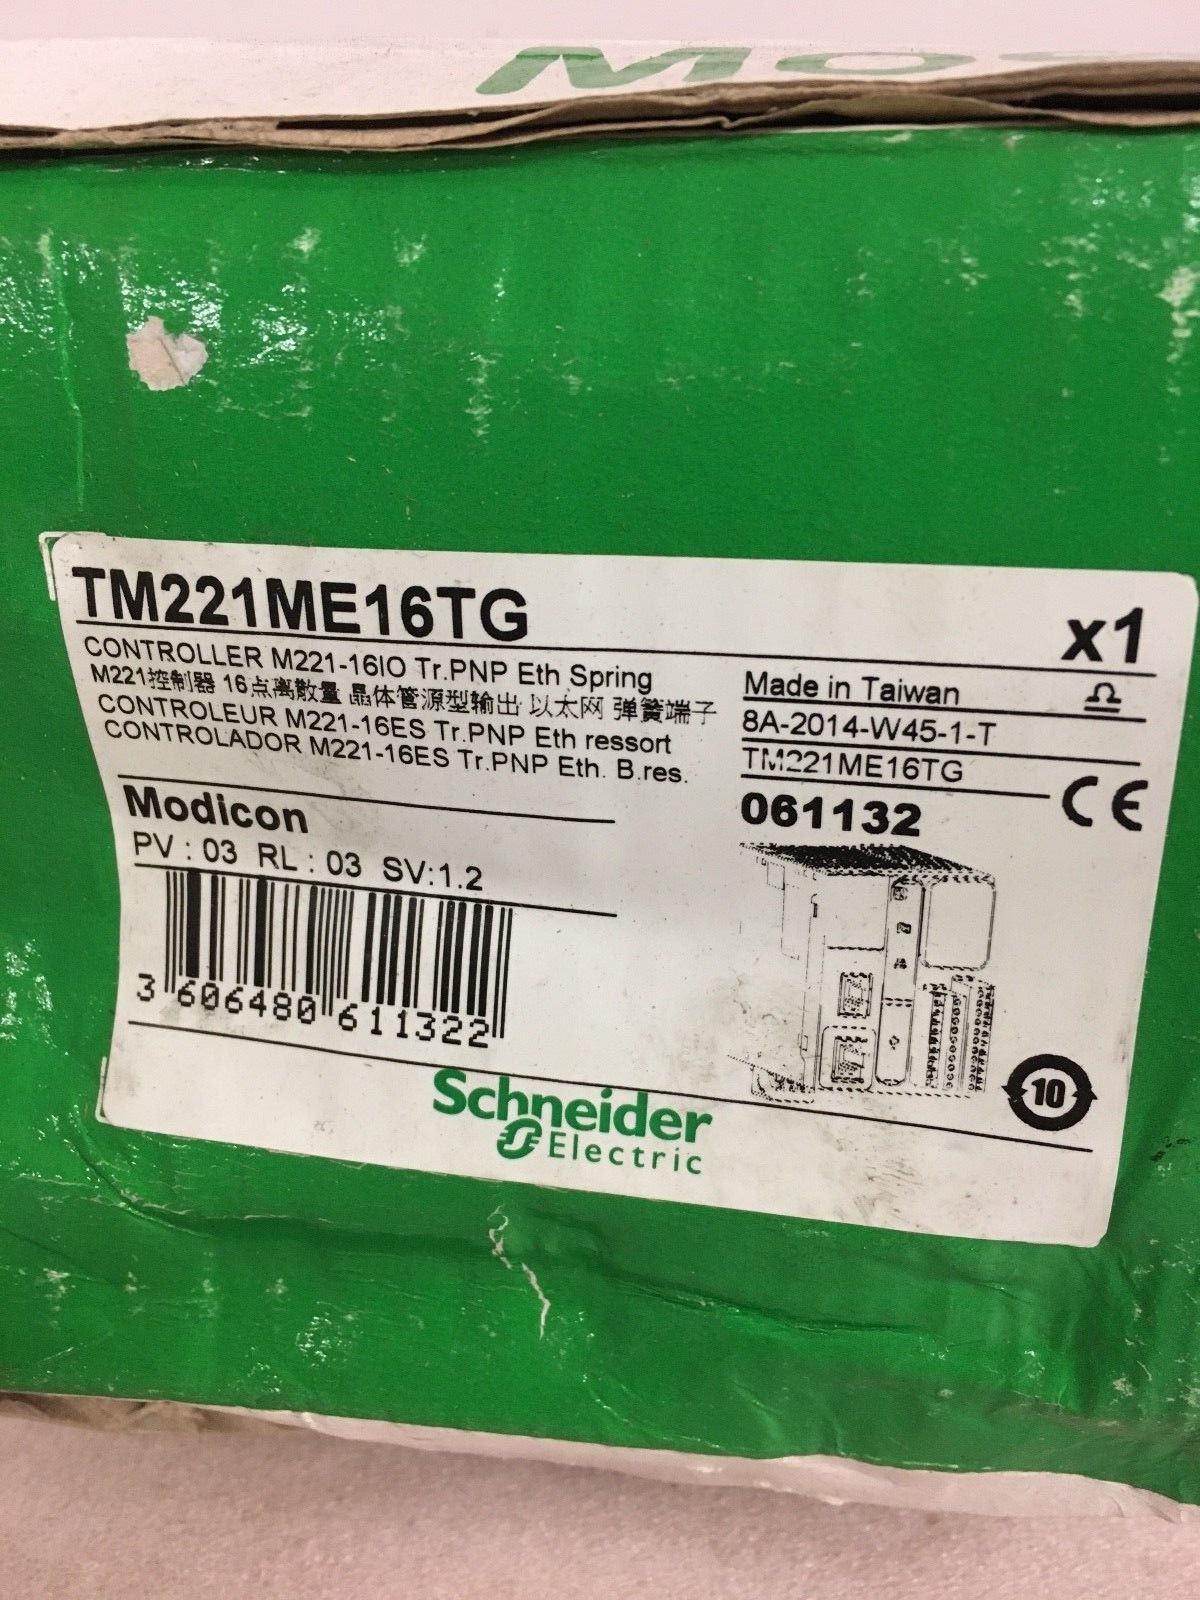 TM221ME16TG
x1
CONTROLLER M221-16IO Tr.PNP Eth Spring
M221控制器 16点离散量 晶体管源型输出 以太网 弹簧端子
CONTROLEUR M221-16ES Tr.PNP Eth ressort
CONTROLADOR M221-16ES Tr.PNP Eth. B.res.
Made in Taiwan
8A-2014-W45-1-T
TM221ME16TG
061132
CE
Modicon
PV : 03 RL : 03 SV:1.2
3 606480 611322
10
Schneider
Electric